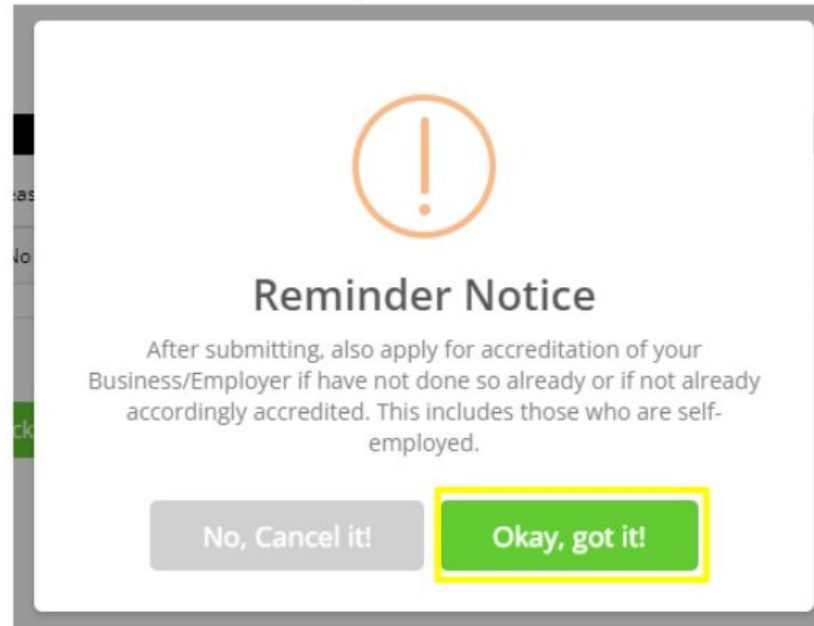 Reminder Notice
After submitting, also apply for accreditation of your
Business/Employer if have not done so already or if not already
accordingly accredited. This includes those who are self-
employed.
No, Cancel it!
Okay, got it!